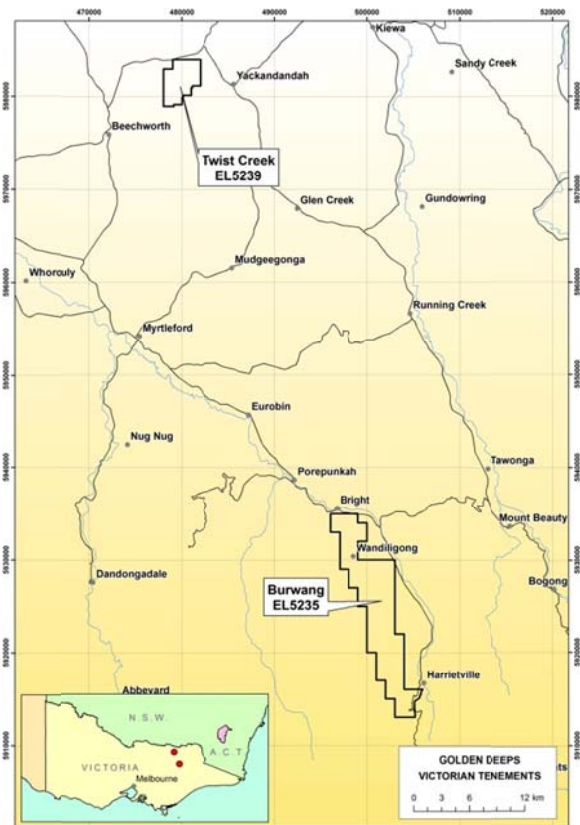 470000 480000 490000 500000 510000 520000
Kiewa
Sandy Creek
Yackandandah
5980000
Beechworth
Twist Creek
EL5239
5970000
Glen Creek
Gundowring
Mudgeegonga
Whorouly
5960000
Running Creek
Myrtleford
5950000
Eurobin
Nug Nug
5940000
Porepunkah
Tawonga
Bright
Mount Beauty
5930000
Wandiligong
Dandongadale
Burwang
EL5235
Bogong
5920000
Harrietville
Abbeyard
N.S.W.
A.C.T
5910000
VICTORIA
Melbourne
GOLDEN DEEPS
VICTORIAN TENEMENTS
0 3 6 12 km